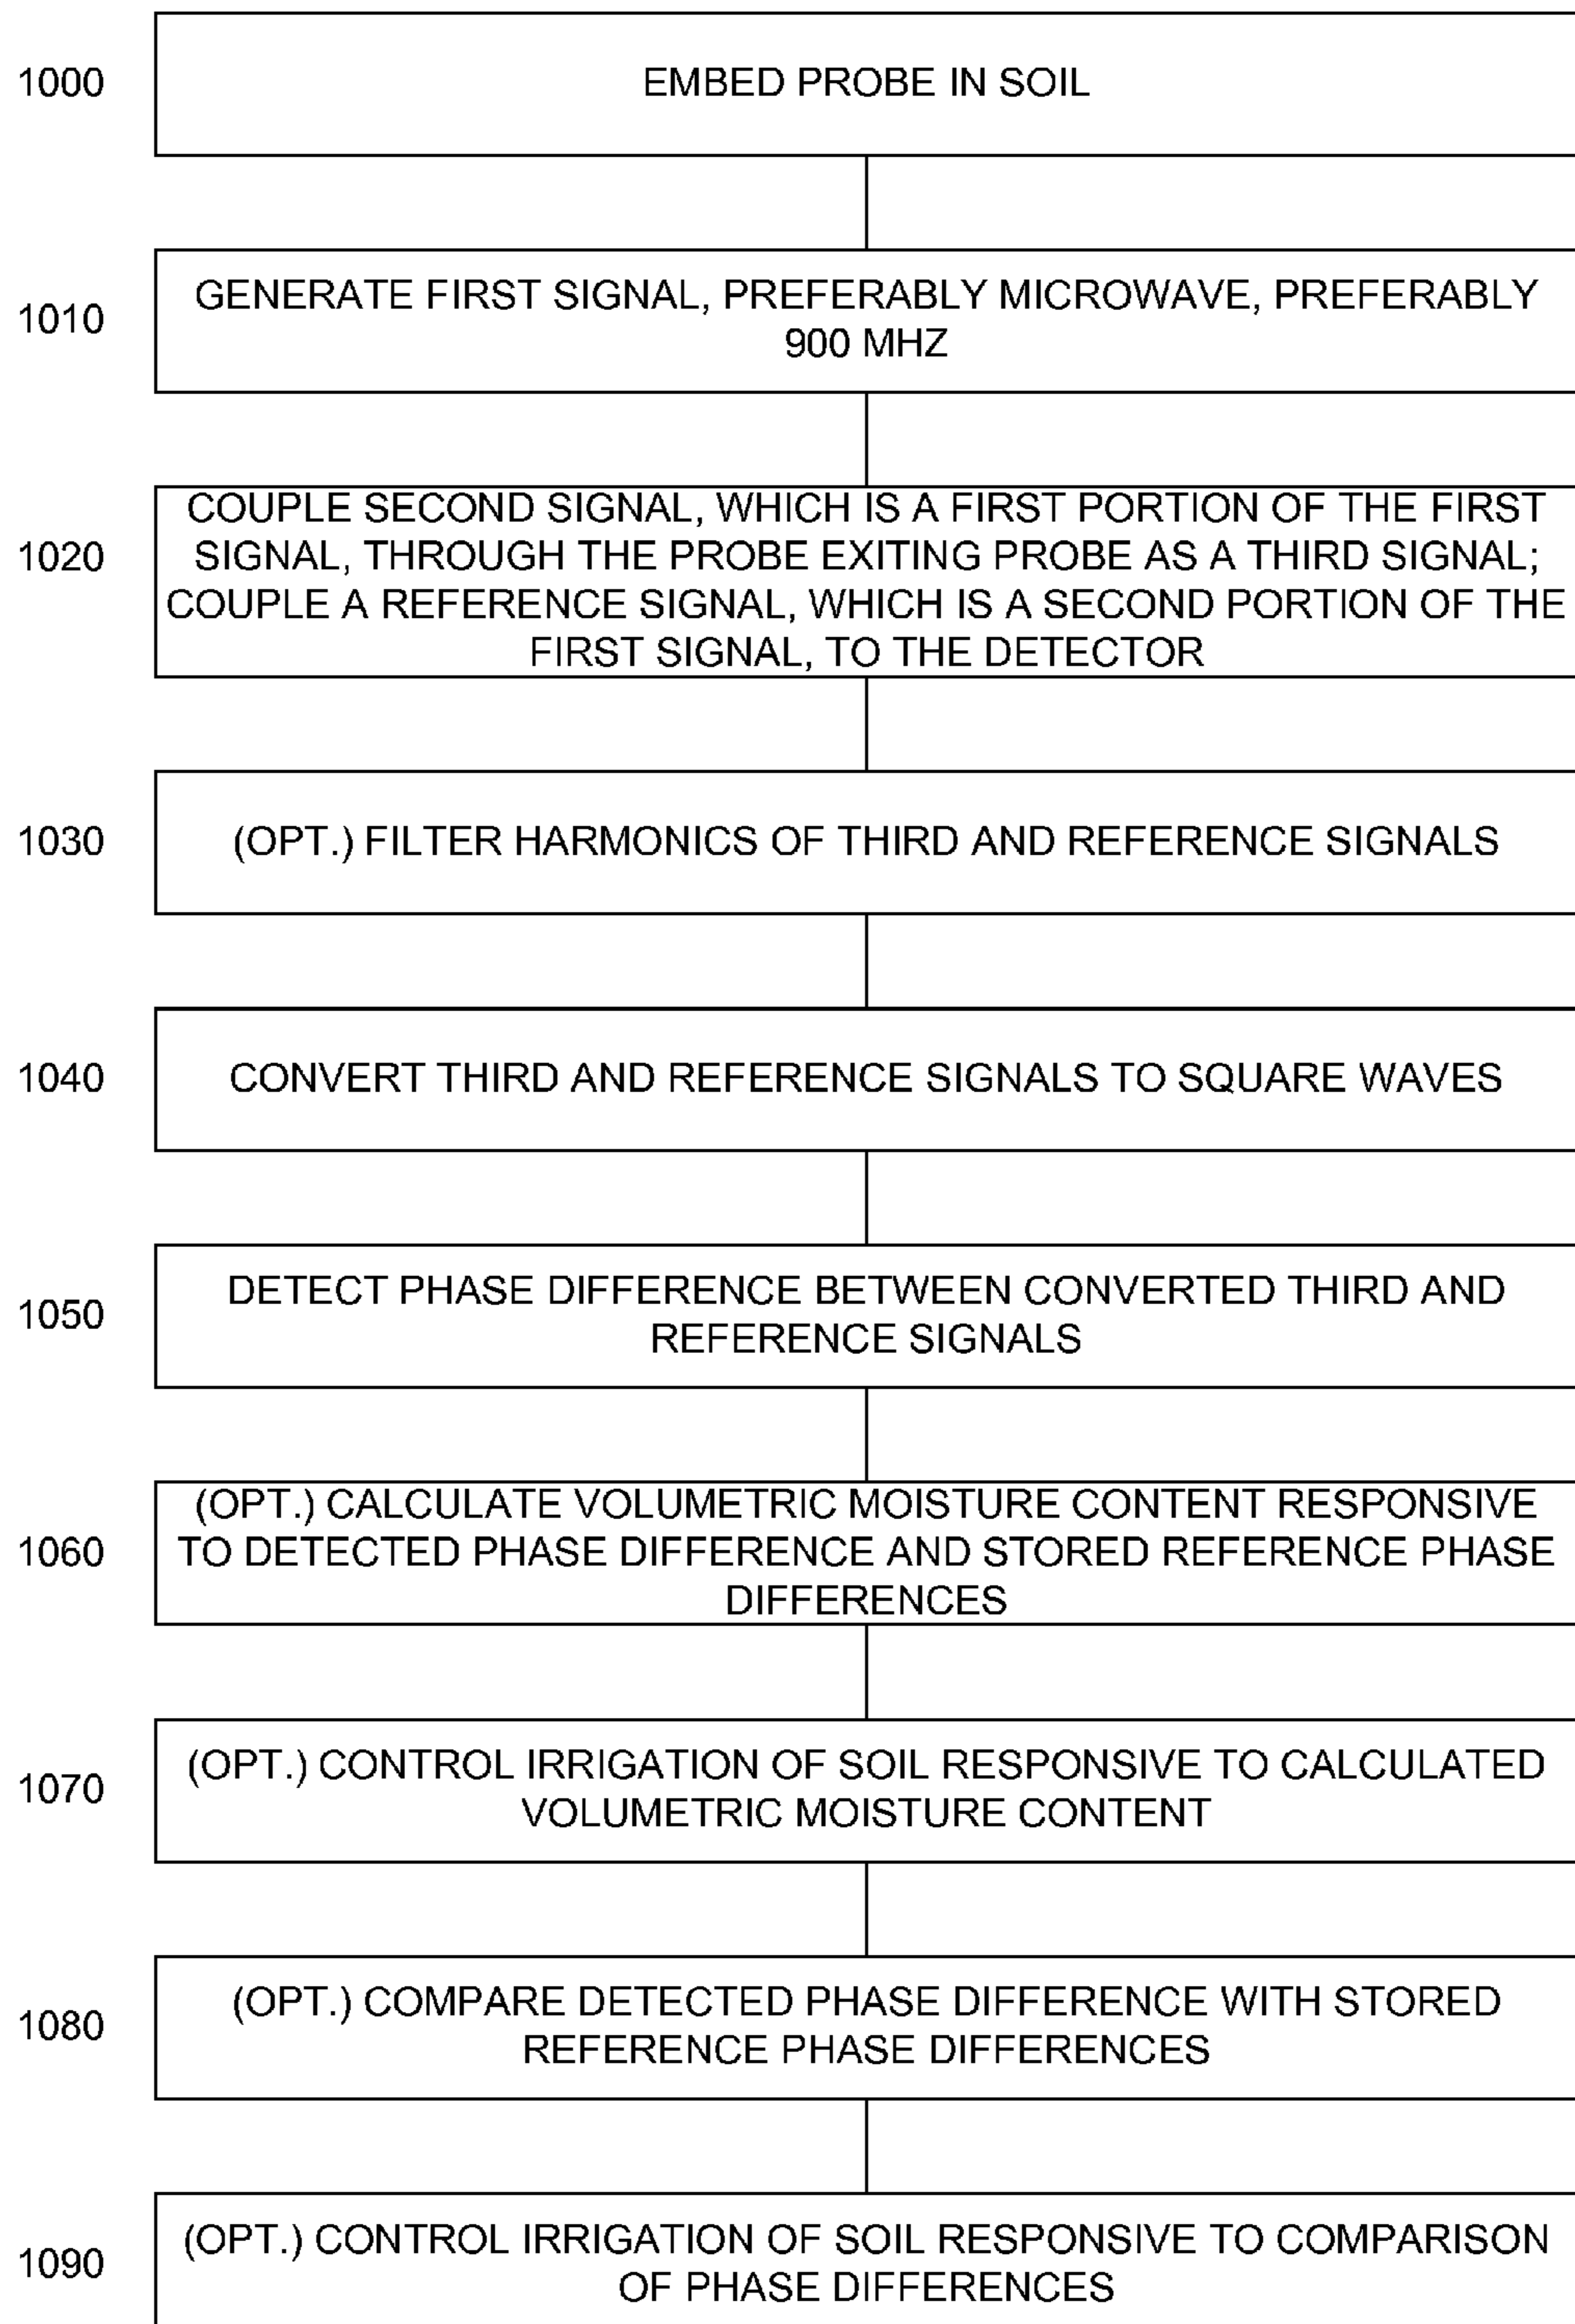 1000
EMBED PROBE IN SOIL
1010
GENERATE FIRST SIGNAL, PREFERABLY MICROWAVE, PREFERABLY
900 MHZ
1020
COUPLE SECOND SIGNAL, WHICH IS A FIRST PORTION OF THE FIRST
SIGNAL, THROUGH THE PROBE EXITING PROBE AS A THIRD SIGNAL;
COUPLE A REFERENCE SIGNAL, WHICH IS A SECOND PORTION OF THE
FIRST SIGNAL, TO THE DETECTOR
1030
(OPT.) FILTER HARMONICS OF THIRD AND REFERENCE SIGNALS
1040
CONVERT THIRD AND REFERENCE SIGNALS TO SQUARE WAVES
1050
DETECT PHASE DIFFERENCE BETWEEN CONVERTED THIRD AND
REFERENCE SIGNALS
1060
(OPT.) CALCULATE VOLUMETRIC MOISTURE CONTENT RESPONSIVE
TO DETECTED PHASE DIFFERENCE AND STORED REFERENCE PHASE
DIFFERENCES
1070
(OPT.) CONTROL IRRIGATION OF SOIL RESPONSIVE TO CALCULATED
VOLUMETRIC MOISTURE CONTENT
1080
(OPT.) COMPARE DETECTED PHASE DIFFERENCE WITH STORED
REFERENCE PHASE DIFFERENCES
1090
(OPT.) CONTROL IRRIGATION OF SOIL RESPONSIVE TO COMPARISON
OF PHASE DIFFERENCES